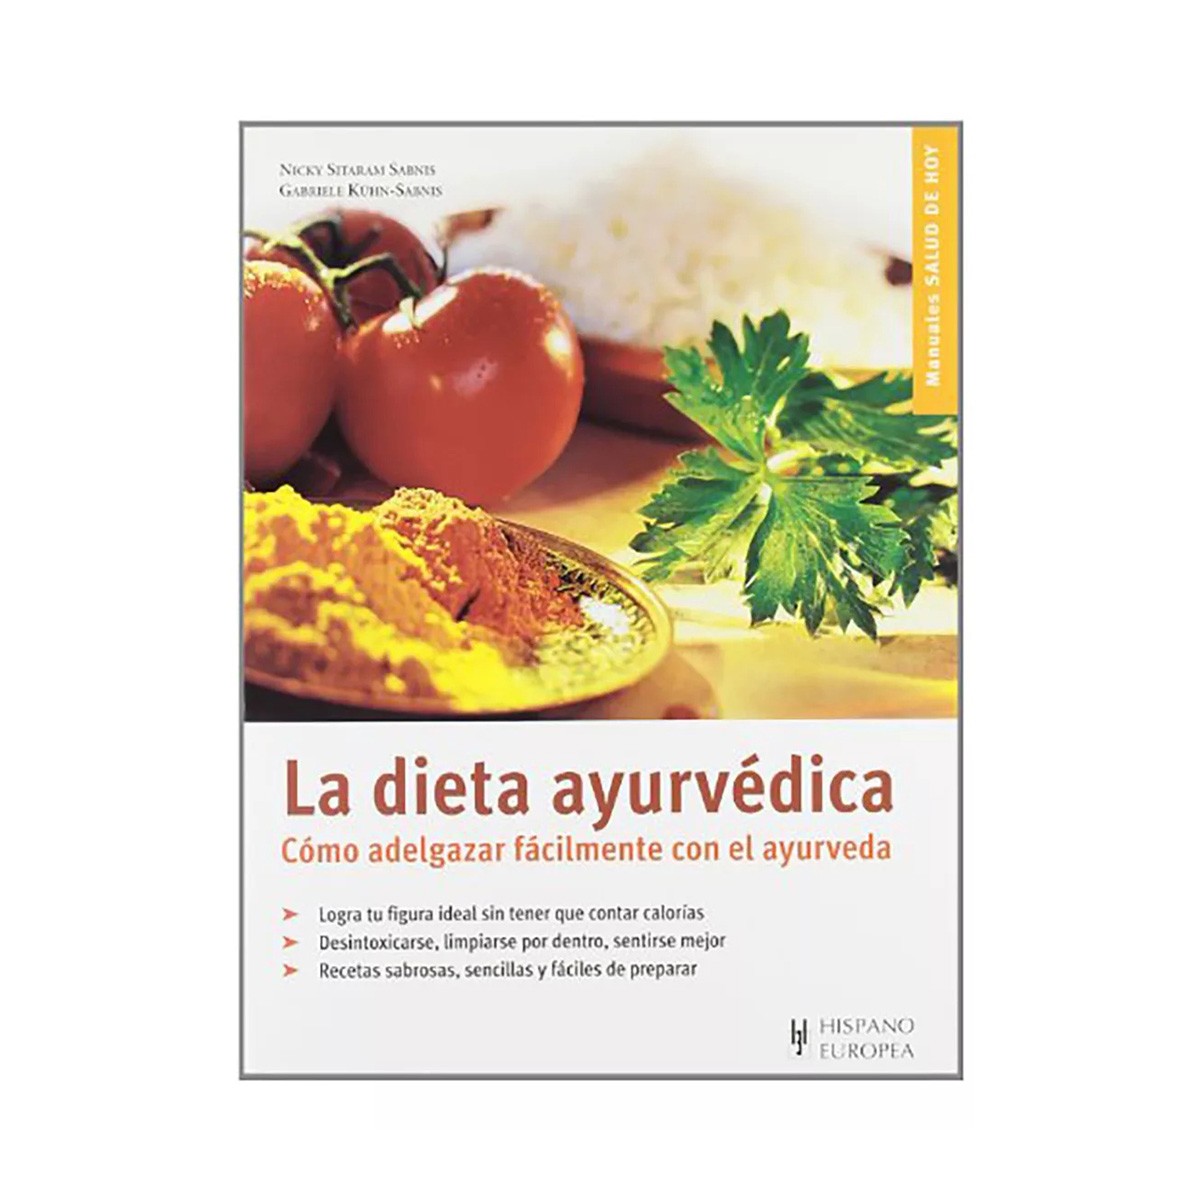 NICKY SITARAM SABNIS
GABRIELE KÜHN-SABNIS
Manuales SALUD DE HOY
La dieta ayurvédica
Cómo adelgazar fácilmente con el ayurveda
➤ Logra tu figura ideal sin tener que contar calorías
➤ Desintoxicarse, limpiarse por dentro, sentirse mejor
➤ Recetas sabrosas, sencillas y fáciles de preparar
HISPANO
EUROPEA